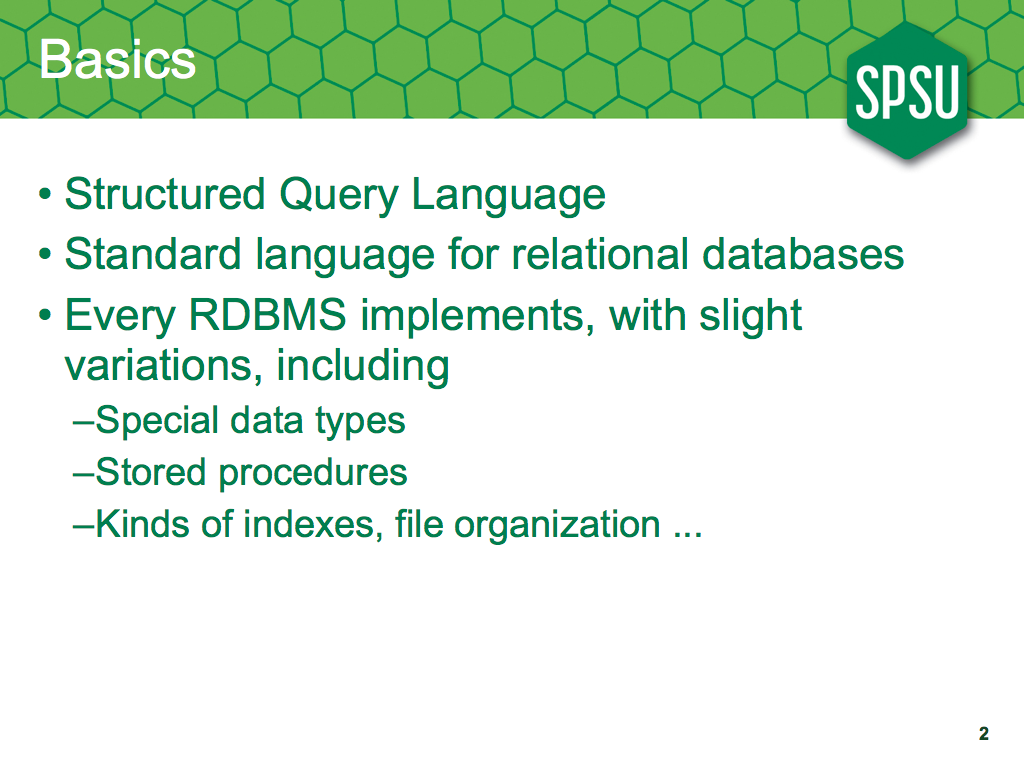 Basics
SPSU
• Structured Query Language
• Standard language for relational databases
• Every RDBMS implements, with slight
variations, including
–Special data types
–Stored procedures
–Kinds of indexes, file organization ...
2